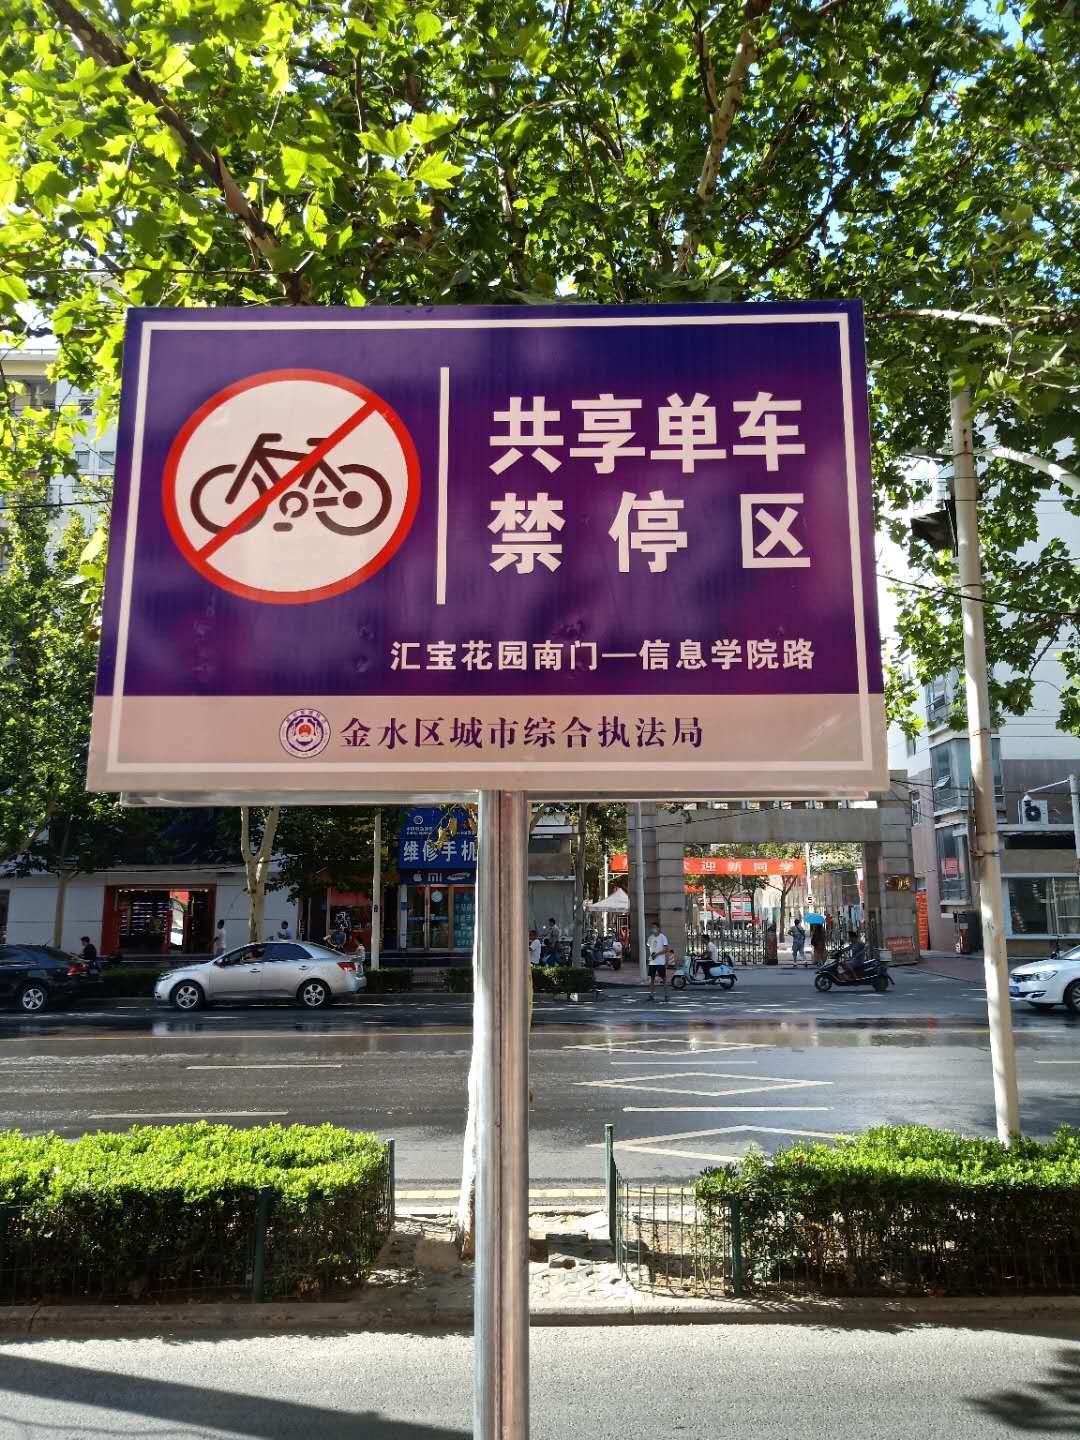 共享单车
禁停区
汇宝花园南门—信息学院路
金水区城市综合执法局
维修手机
mi
迎新同学